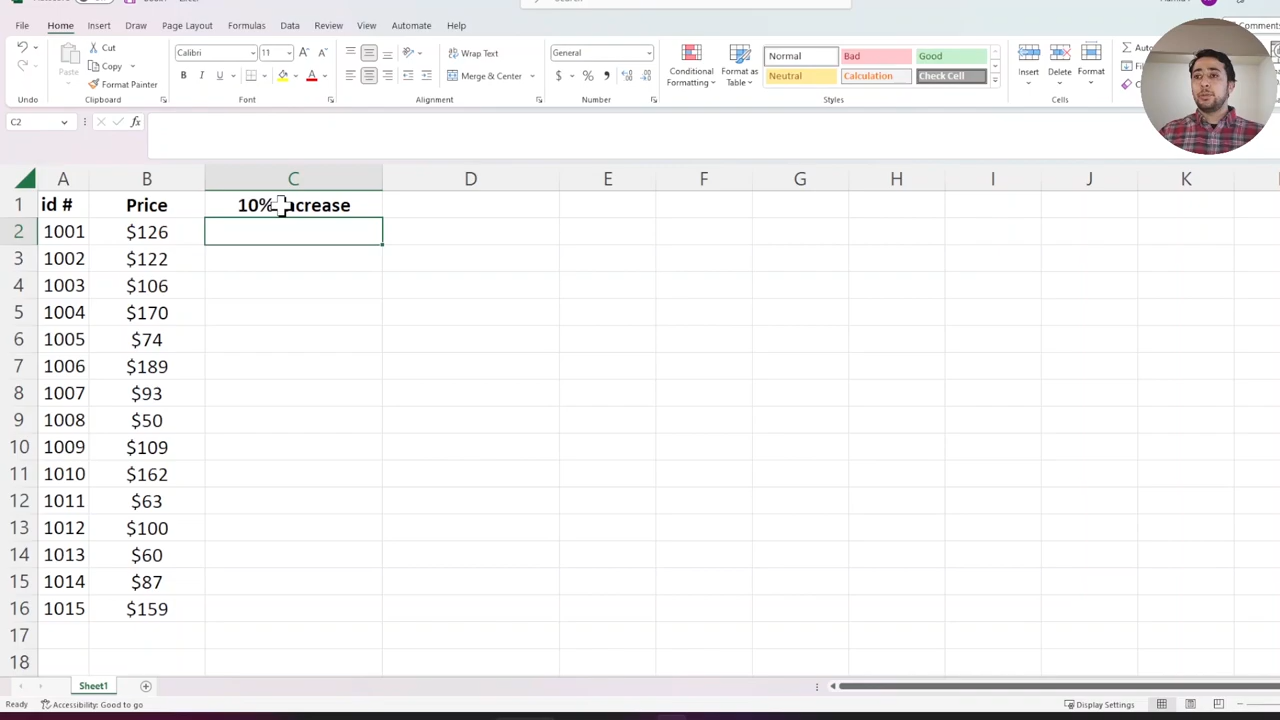 File Home Insert Draw Page Layout Formulas Data Review View Automate Help
Comments
Cut
Copy
Format Painter
Paste
Calibri 11
Wrap Text
Merge & Center
General
Conditional Formatting
Format as Table
Normal Bad Good
Neutral Calculation Check Cell
Insert Delete Format
Undo Clipboard Font Alignment Number Styles Cells
C2 fx
A B C D E F G H I J K
1 id # Price 10%
2 1001 $126
3 1002 $122
4 1003 $106
5 1004 $170
6 1005 $74
7 1006 $189
8 1007 $93
9 1008 $50
10 1009 $109
11 1010 $162
12 1011 $63
13 1012 $100
14 1013 $60
15 1014 $87
16 1015 $159
17
18
Sheet1
Ready Accessibility: Good to go Display Settings